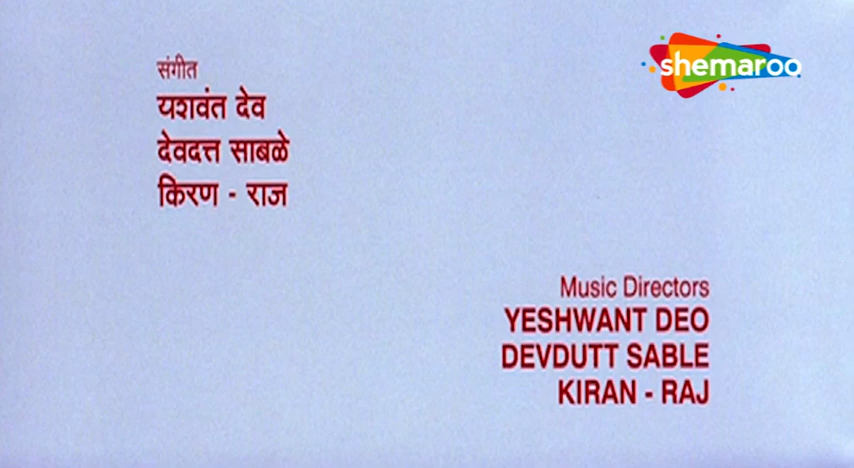 shemaroo
संगीत
यशवंत देव
देवदत्त साबळे
किरण - राज
Music Directors
YESHWANT DEO
DEVDUTT SABLE
KIRAN - RAJ